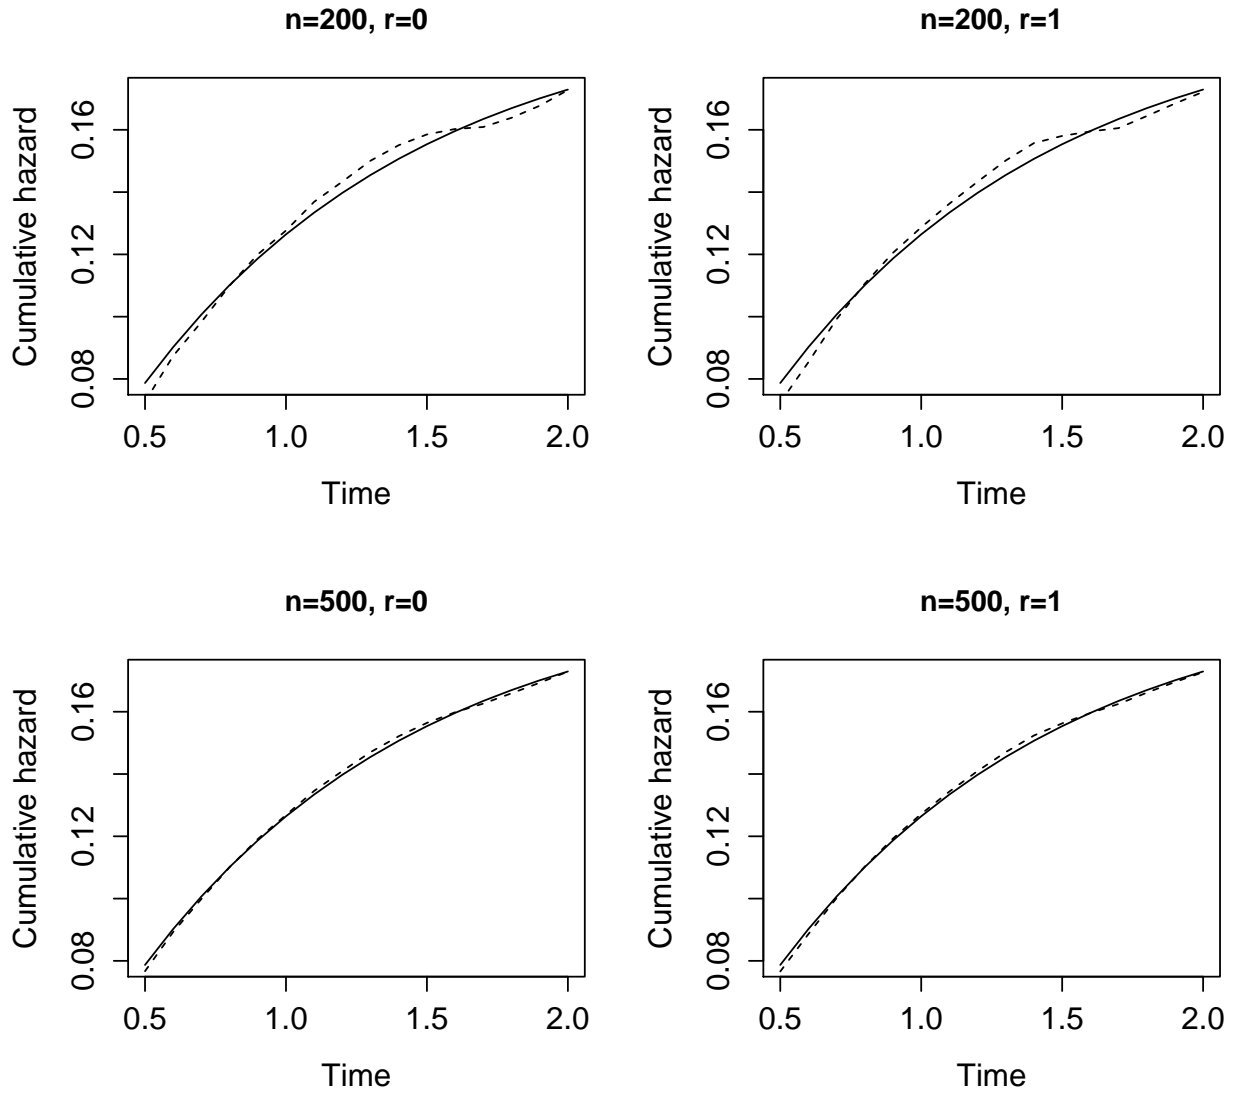 n=200, r=0
Cumulative hazard
0.16
0.12
0.08
0.5 1.0 1.5 2.0
Time
n=200, r=1
Cumulative hazard
0.16
0.12
0.08
0.5 1.0 1.5 2.0
Time
n=500, r=0
Cumulative hazard
0.16
0.12
0.08
0.5 1.0 1.5 2.0
Time
n=500, r=1
Cumulative hazard
0.16
0.12
0.08
0.5 1.0 1.5 2.0
Time